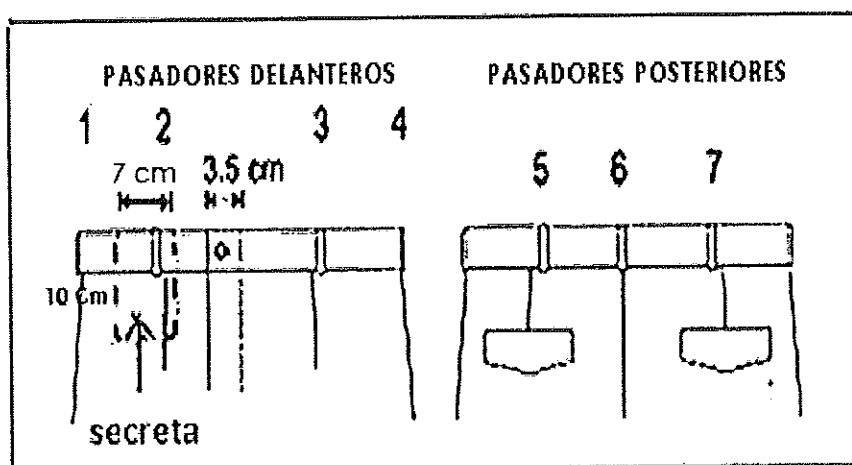 PASADORES DELANTEROS
1 2 3 4
7 cm 3.5 cm
10 cm
secreta
PASADORES POSTERIORES
5 6 7